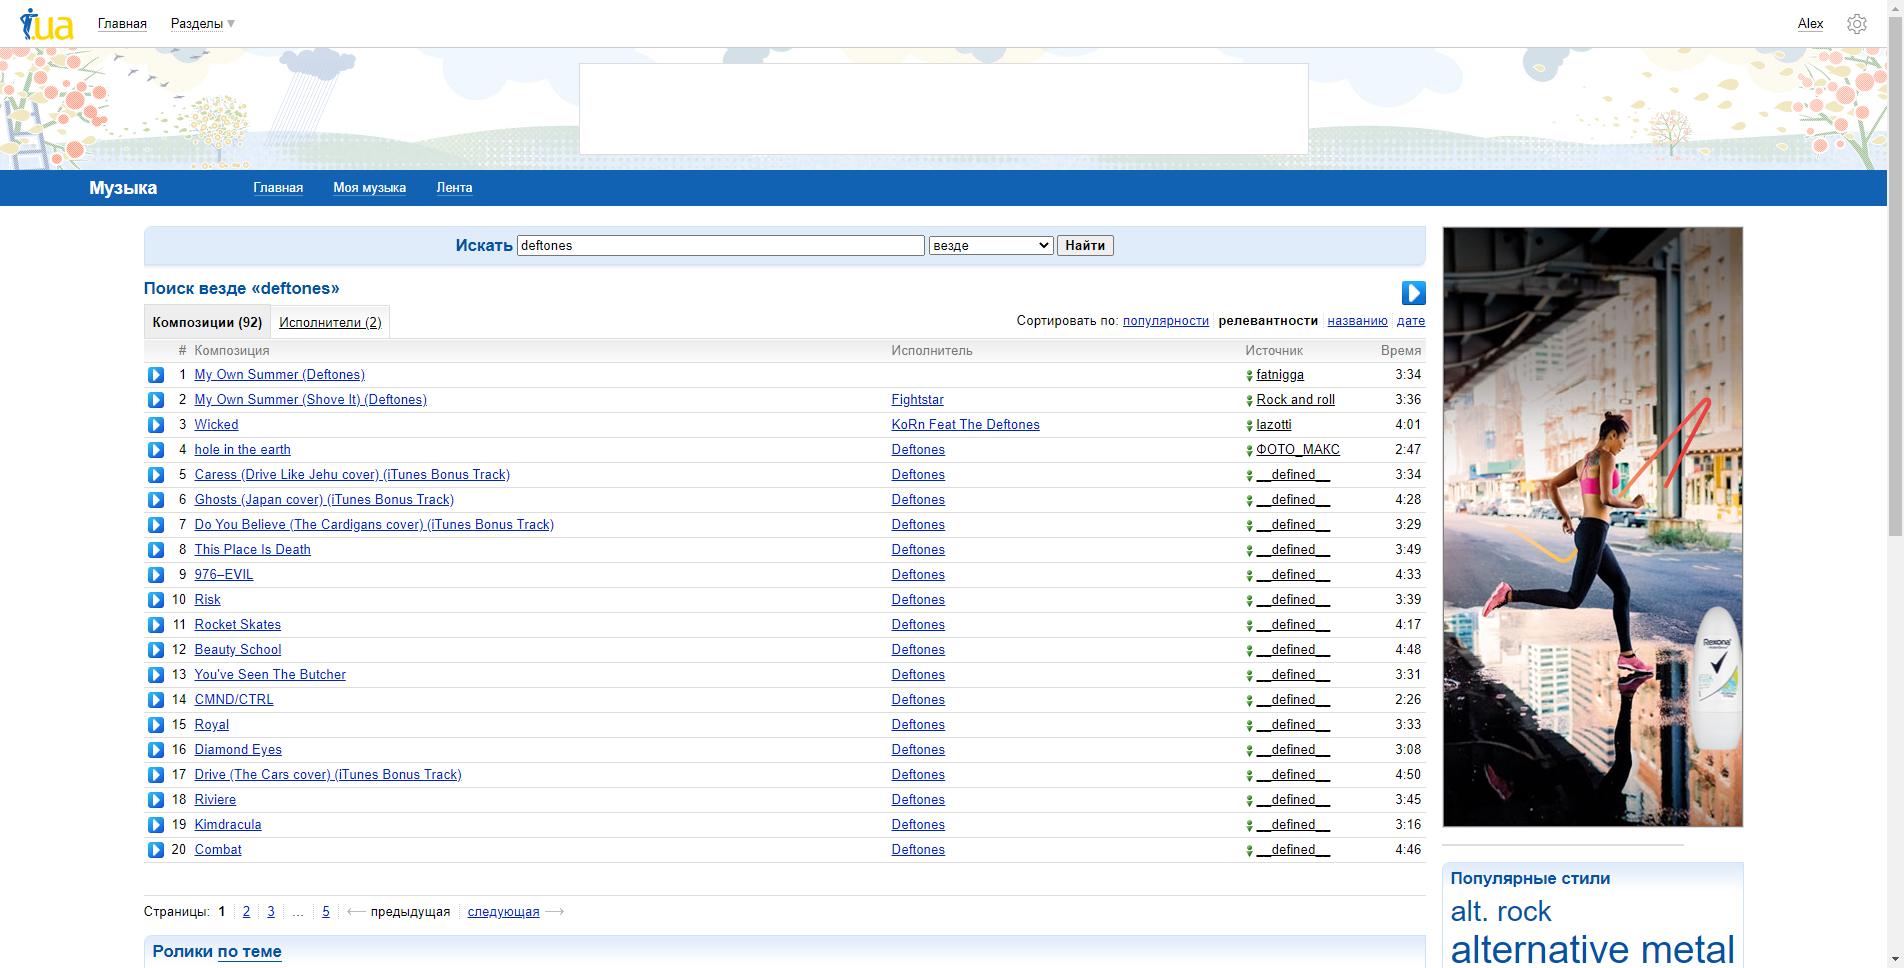 i.ua Главная Разделы ▼ Alex
Музыка Главная Моя музыка Лента
Искать deftones везде Найти
Поиск везде «deftones»
Композиции (92) Исполнители (2) Сортировать по: популярности релевантности названию дате
# Композиция Исполнитель Источник Время
1 My Own Summer (Deftones) fatnigga 3:34
2 My Own Summer (Shove It) (Deftones) Fightstar Rock and roll 3:36
3 Wicked KoRn Feat The Deftones lazotti 4:01
4 hole in the earth Deftones ФОТО_МАКС 2:47
5 Caress (Drive Like Jehu cover) (iTunes Bonus Track) Deftones __defined__ 3:34
6 Ghosts (Japan cover) (iTunes Bonus Track) Deftones __defined__ 4:28
7 Do You Believe (The Cardigans cover) (iTunes Bonus Track) Deftones __defined__ 3:29
8 This Place Is Death Deftones __defined__ 3:49
9 976–EVIL Deftones __defined__ 4:33
10 Risk Deftones __defined__ 3:39
11 Rocket Skates Deftones __defined__ 4:17
12 Beauty School Deftones __defined__ 4:48
13 You've Seen The Butcher Deftones __defined__ 3:31
14 CMND/CTRL Deftones __defined__ 2:26
15 Royal Deftones __defined__ 3:33
16 Diamond Eyes Deftones __defined__ 3:08
17 Drive (The Cars cover) (iTunes Bonus Track) Deftones __defined__ 4:50
18 Riviere Deftones __defined__ 3:45
19 Kimdracula Deftones __defined__ 3:16
20 Combat Deftones __defined__ 4:46
Страницы: 1 2 3 ... 5 ← предыдущая следующая →
Ролики по теме
Rexona
Популярные стили
alt. rock
alternative metal